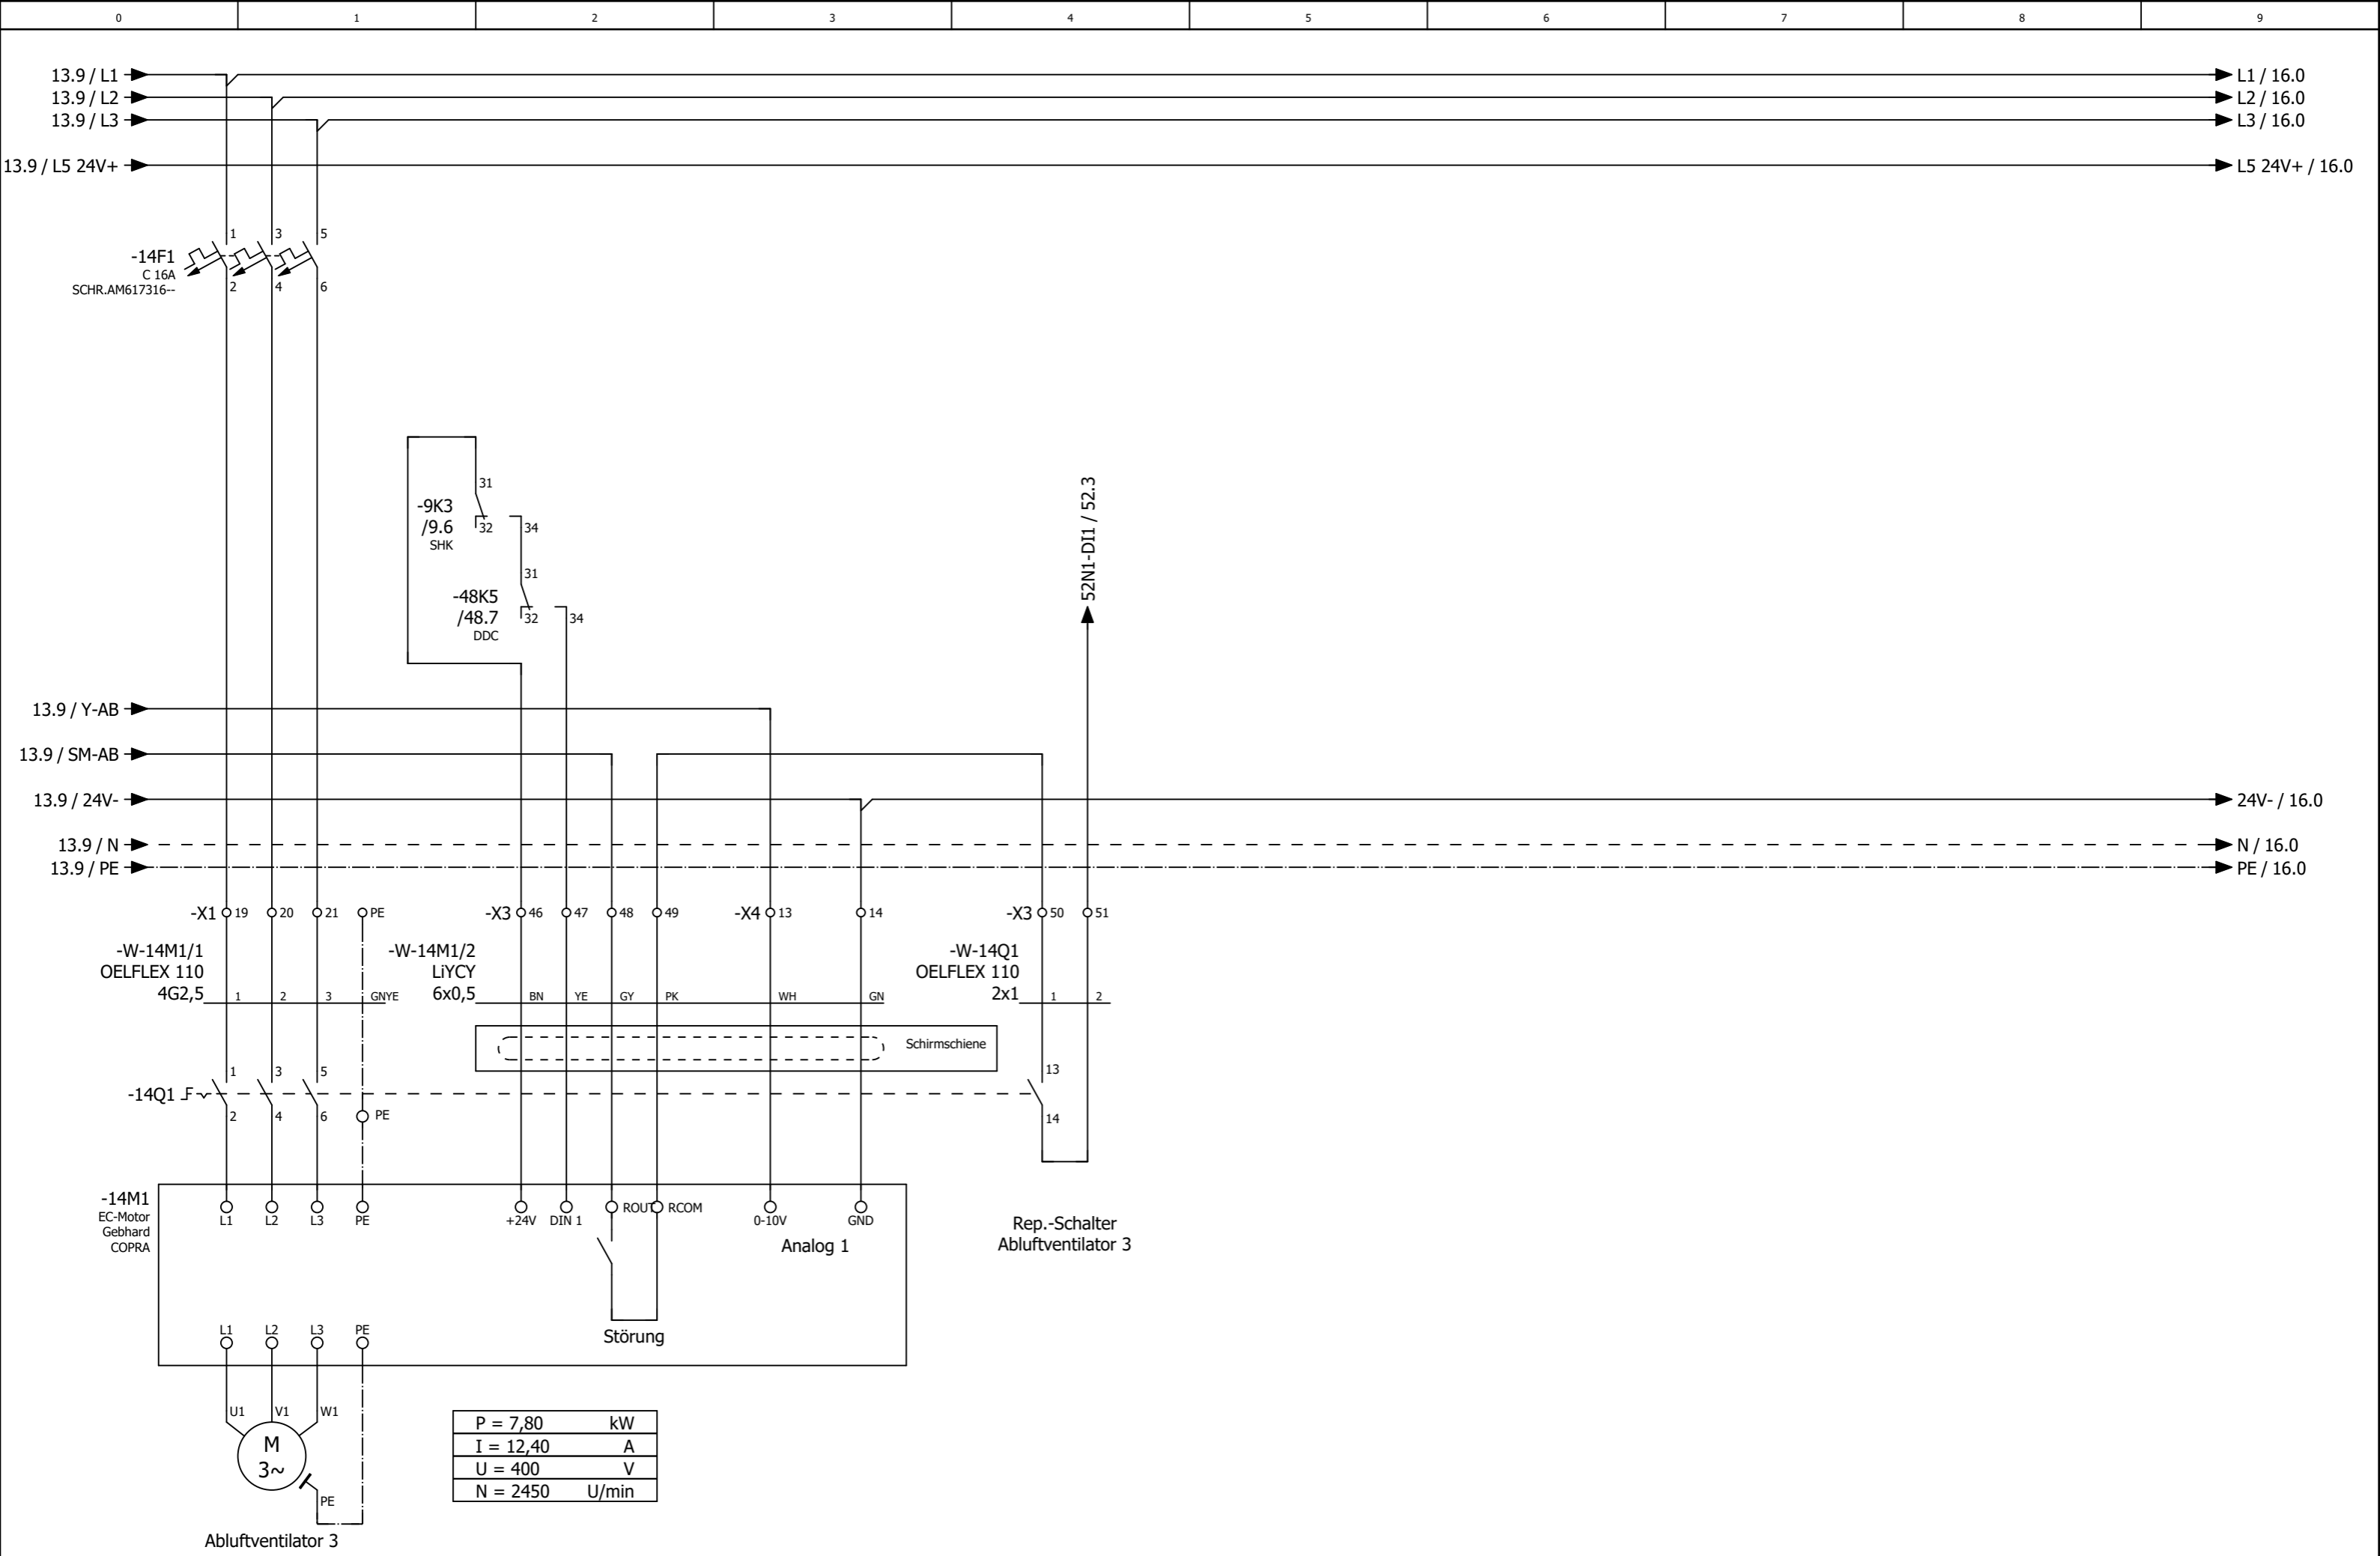 0 1 2 3 4 5 6 7 8 9
13.9 / L1 L1 / 16.0
13.9 / L2 L2 / 16.0
13.9 / L3 L3 / 16.0
13.9 / L5 24V+ L5 24V+ / 16.0
1 3 5
-14F1
C 16A
SCHR.AM617316--
2 4 6
31
-9K3
/9.6
SHK
32 34
31
-48K5
/48.7
DDC
32 34
52N1-DI1 / 52.3
13.9 / Y-AB
13.9 / SM-AB
13.9 / 24V- 24V- / 16.0
13.9 / N N / 16.0
13.9 / PE PE / 16.0
-X1 19 20 21 PE -X3 46 47 48 49 -X4 13 14 -X3 50 51
-W-14M1/1
OELFLEX 110
4G2,5
1 2 3 GNYE
-W-14M1/2
LiYCY
6x0,5
BN YE GY PK WH GN
-W-14Q1
OELFLEX 110
2x1
1 2
Schirmschiene
1 3 5 13
-14Q1
2 4 6 PE 14
-14M1
EC-Motor
Gebhard
COPRA
L1 L2 L3 PE +24V DIN 1 ROUT RCOM 0-10V GND
Analog 1
Rep.-Schalter
Abluftventilator 3
L1 L2 L3 PE
Störung
U1 V1 W1
M
3~
PE
P = 7,80 kW
I = 12,40 A
U = 400 V
N = 2450 U/min
Abluftventilator 3